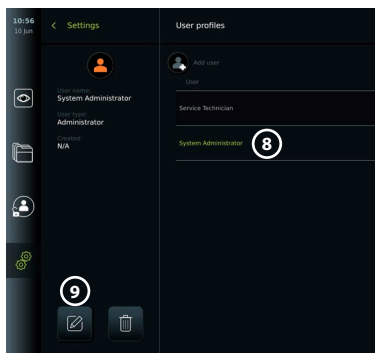 10:56
10 Jun
Settings
User profiles
Add user
User
User name:
System Administrator
User type:
Administrator
Created:
N/A
Service Technician
System Administrator
8
9